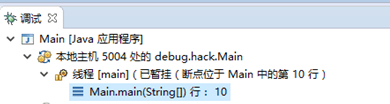 调试
Main [Java 应用程序]
本地主机 5004 处的 debug.hack.Main
线程 [main]（已暂挂（断点位于 Main 中的第 10 行）
Main.main(String[]) 行： 10